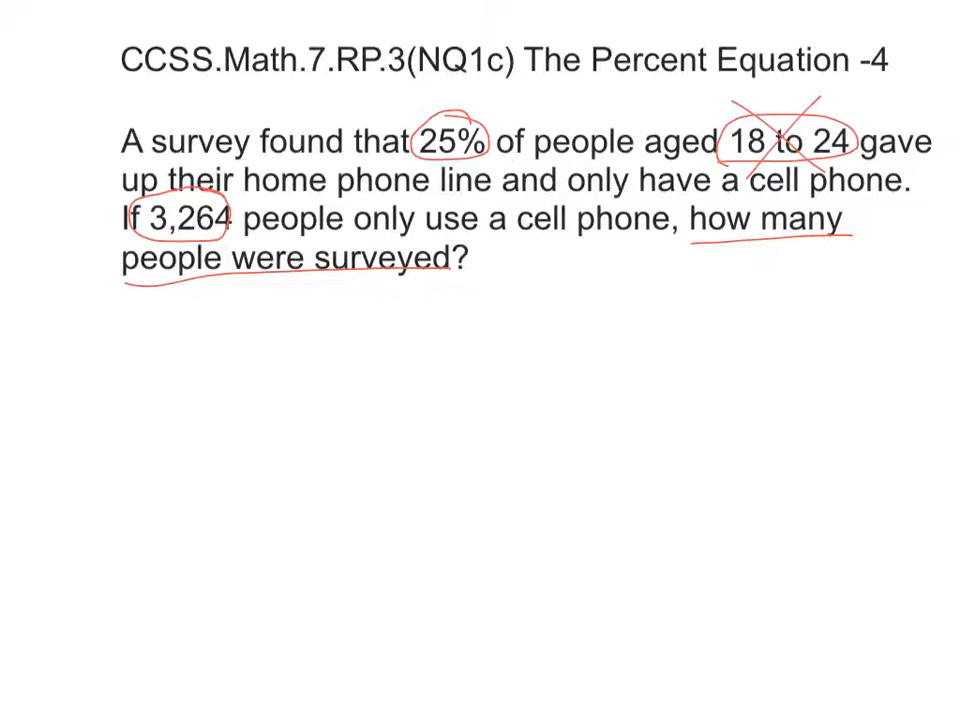 CCSS.Math.7.RP.3(NQ1c) The Percent Equation -4
A survey found that 25% of people aged 18 to 24 gave
up their home phone line and only have a cell phone.
If 3,264 people only use a cell phone, how many
people were surveyed?